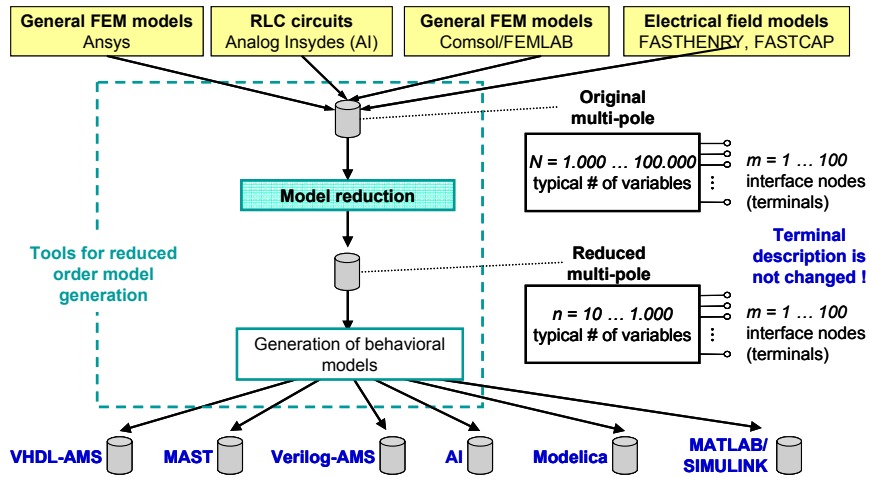 General FEM models
Ansys
RLC circuits
Analog Insydes (AI)
General FEM models
Comsol/FEMLAB
Electrical field models
FASTHENRY, FASTCAP
Original
multi-pole
N = 1.000 … 100.000
typical # of variables
m = 1 … 100
interface nodes
(terminals)
Model reduction
Terminal
description is
not changed !
Tools for reduced
order model
generation
Reduced
multi-pole
n = 10 … 1.000
typical # of variables
m = 1 … 100
interface nodes
(terminals)
Generation of behavioral
models
VHDL-AMS
MAST
Verilog-AMS
AI
Modelica
MATLAB/
SIMULINK